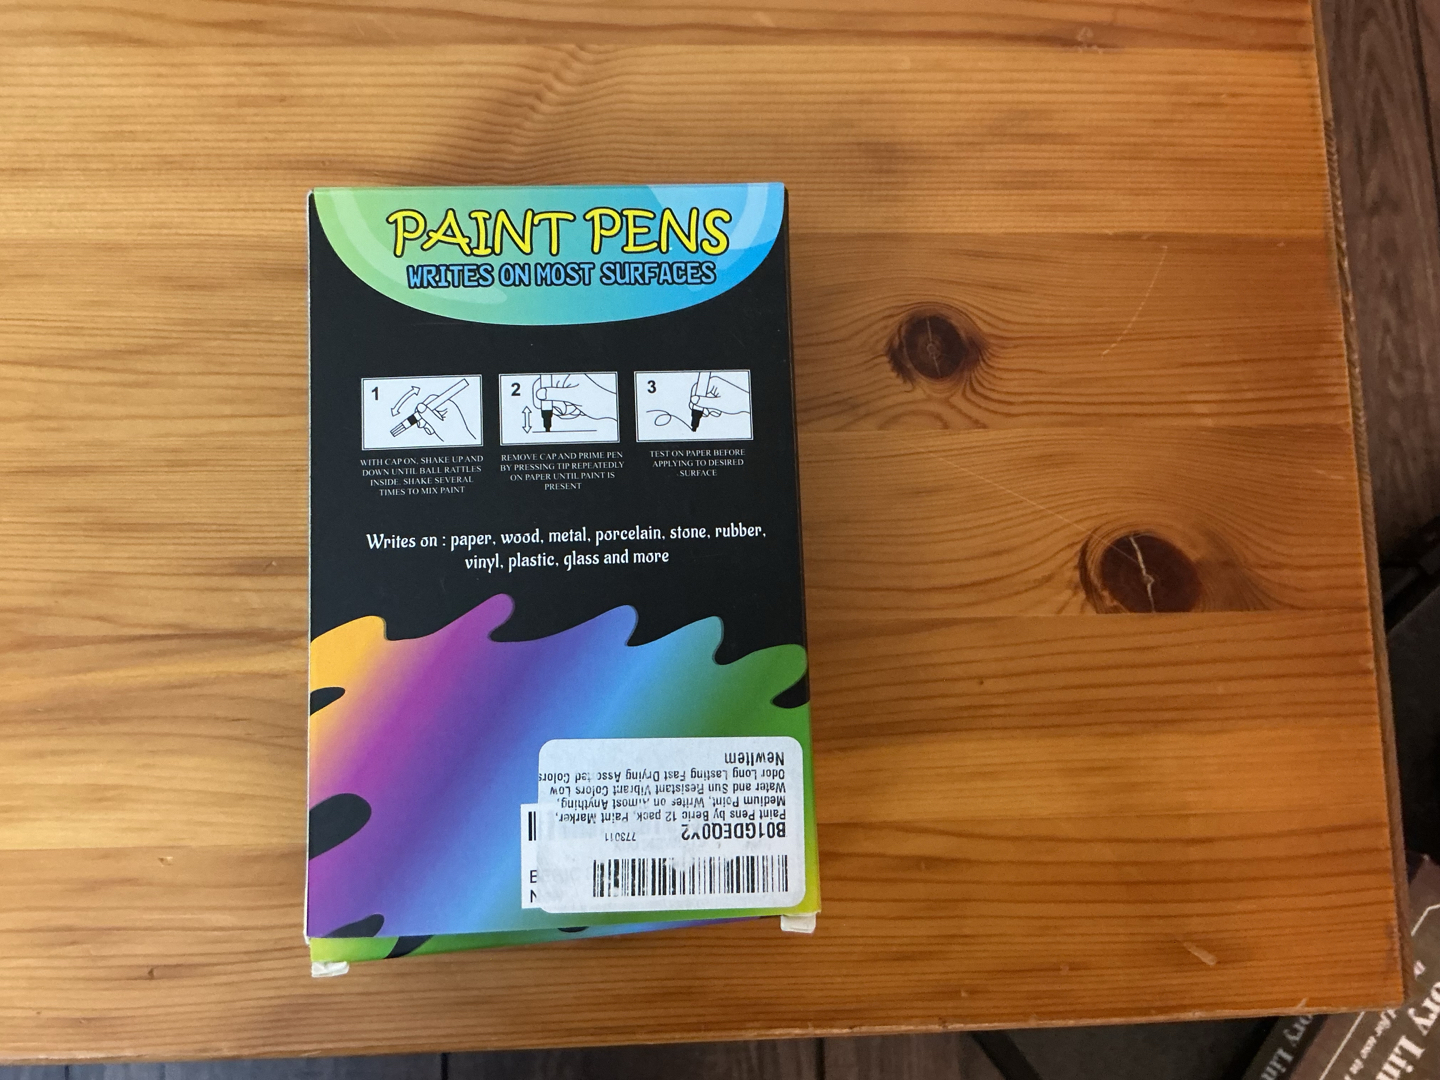 PAINT PENS
WRITES ON MOST SURFACES
1
WITH CAP ON, SHAKE UP AND
DOWN UNTIL BALL RATTLES
INSIDE. SHAKE SEVERAL
TIMES TO MIX PAINT
2
REMOVE CAP AND PRIME PEN
BY PRESSING TIP REPEATEDLY
ON PAPER UNTIL PAINT IS
PRESENT
3
TEST ON PAPER BEFORE
APPLYING TO DESIRED
SURFACE
Writes on : paper, wood, metal, porcelain, stone, rubber,
vinyl, plastic, glass and more
B01GDEQ0Y2 773011
Paint Pens by Beric 12 pack, Paint Marker,
Medium Point, Writes on Almost Anything,
Water and Sun Resistant Vibrant Colors Low
Odor Long Lasting Fast Drying Assorted Colors
NewItem